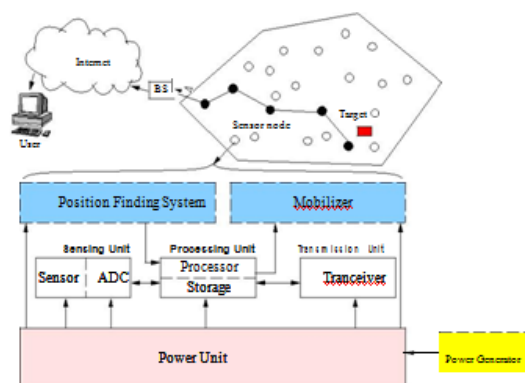 Internet
BS
User
Sensor node
Target
Position Finding System
Mobilizer
Sensing Unit
Processing Unit
Transmission Unit
Sensor
ADC
Processor
Storage
Tranceiver
Power Unit
Power Generator